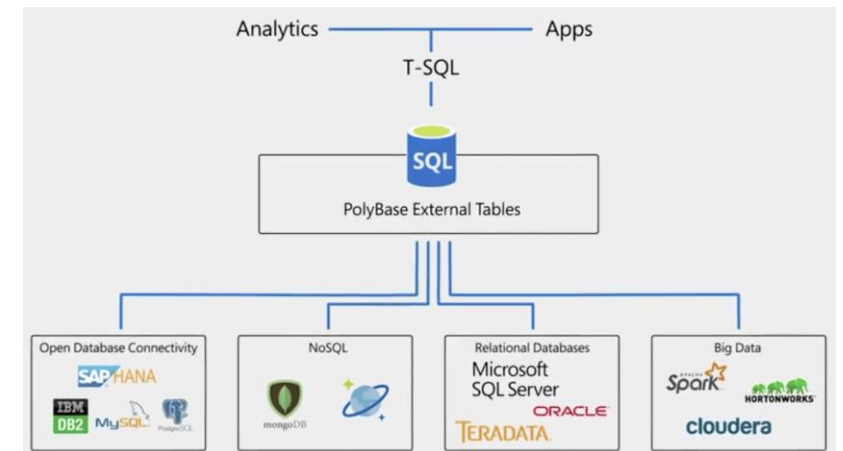 Analytics
Apps
T-SQL
SQL
PolyBase External Tables
Open Database Connectivity
SAP HANA
IBM
DB2
MySQL
PostgreSQL
NoSQL
mongoDB
Relational Databases
Microsoft
SQL Server
ORACLE
TERADATA
Big Data
APACHE
Spark
HORTONWORKS
cloudera